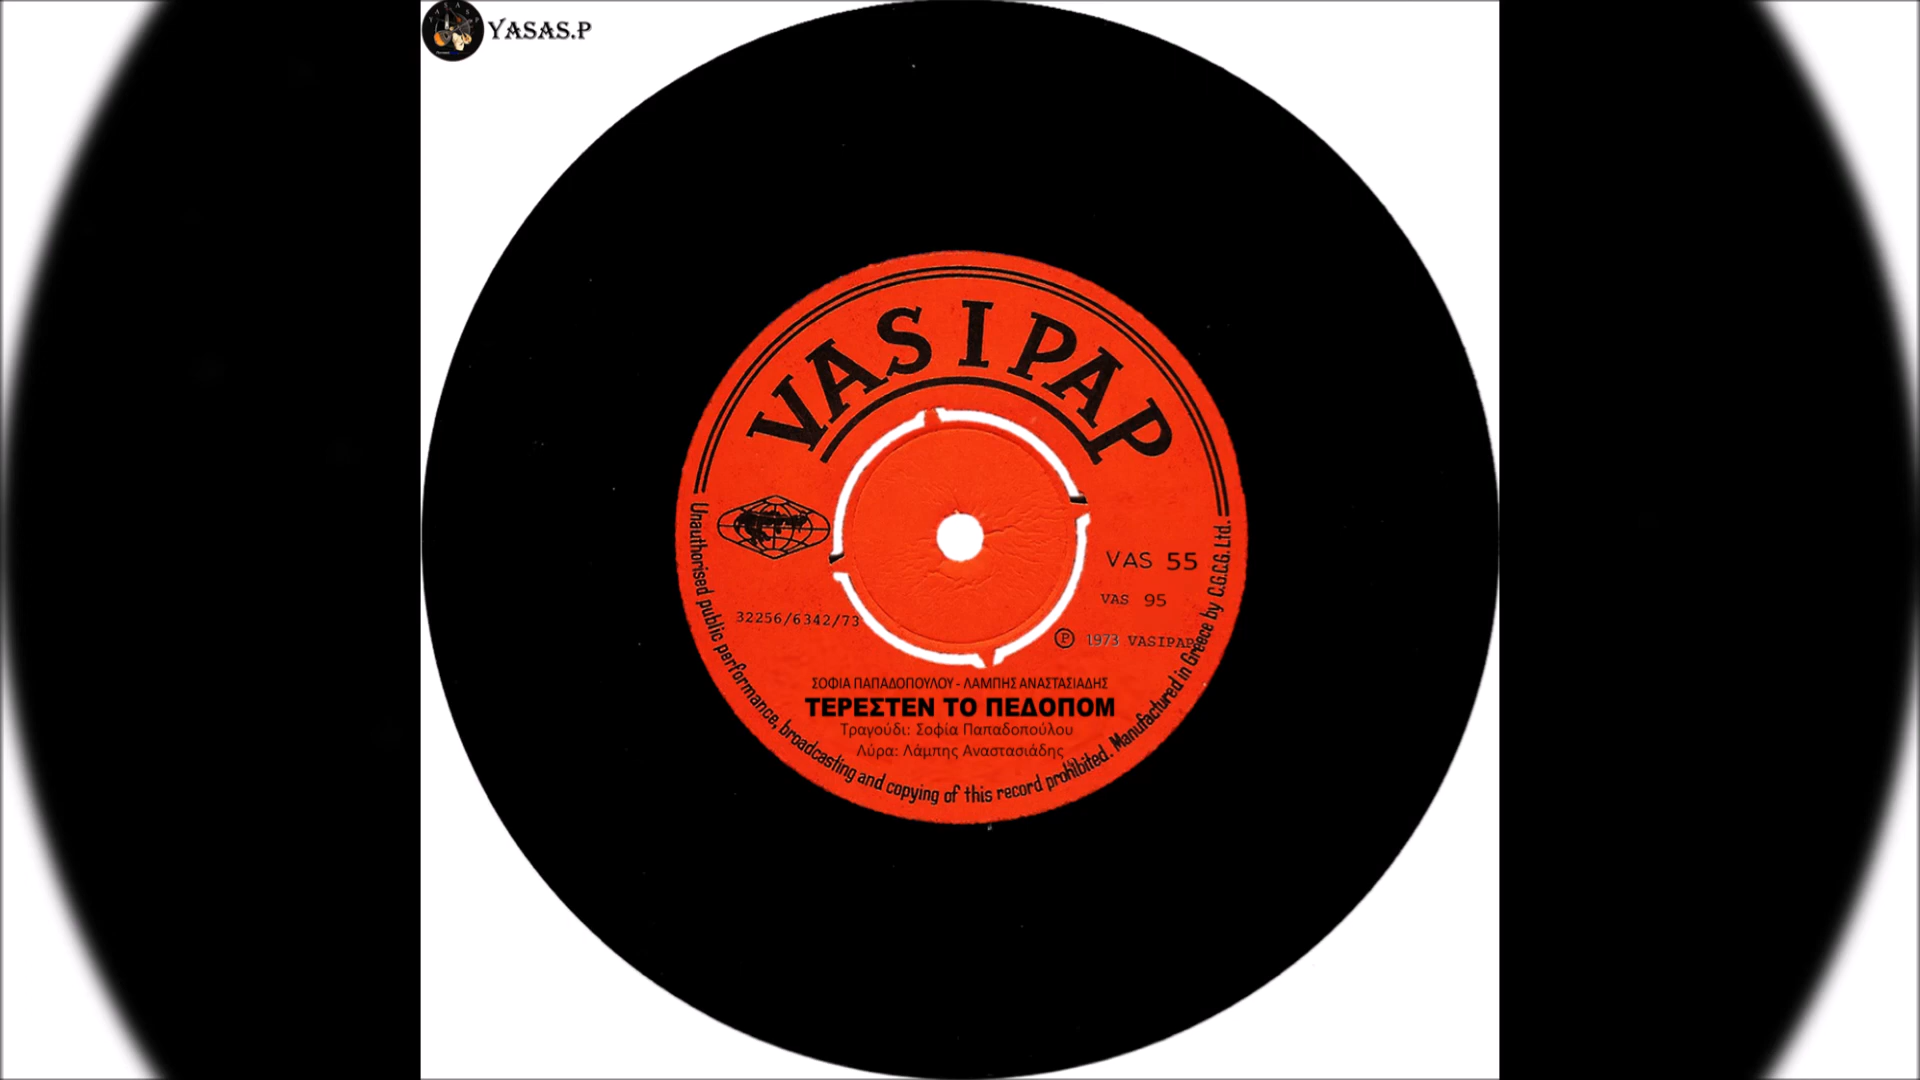 YASAS.P
VASIPAP
VAS 55
VAS 95
32256/6342/73
Ⓟ 1973 VASIPAP
ΣΟΦΙΑ ΠΑΠΑΔΟΠΟΥΛΟΥ - ΛΑΜΠΗΣ ΑΝΑΣΤΑΣΙΑΔΗΣ
ΤΕΡΕΣΤΕΝ ΤΟ ΠΕΔΟΠΟΜ
Τραγούδι: Σοφία Παπαδοπούλου
Λύρα: Λάμπης Αναστασιάδης
Unauthorised public performance, broadcasting and copying of this record prohibited. Manufactured in Greece by C.G.C.G. Ltd.